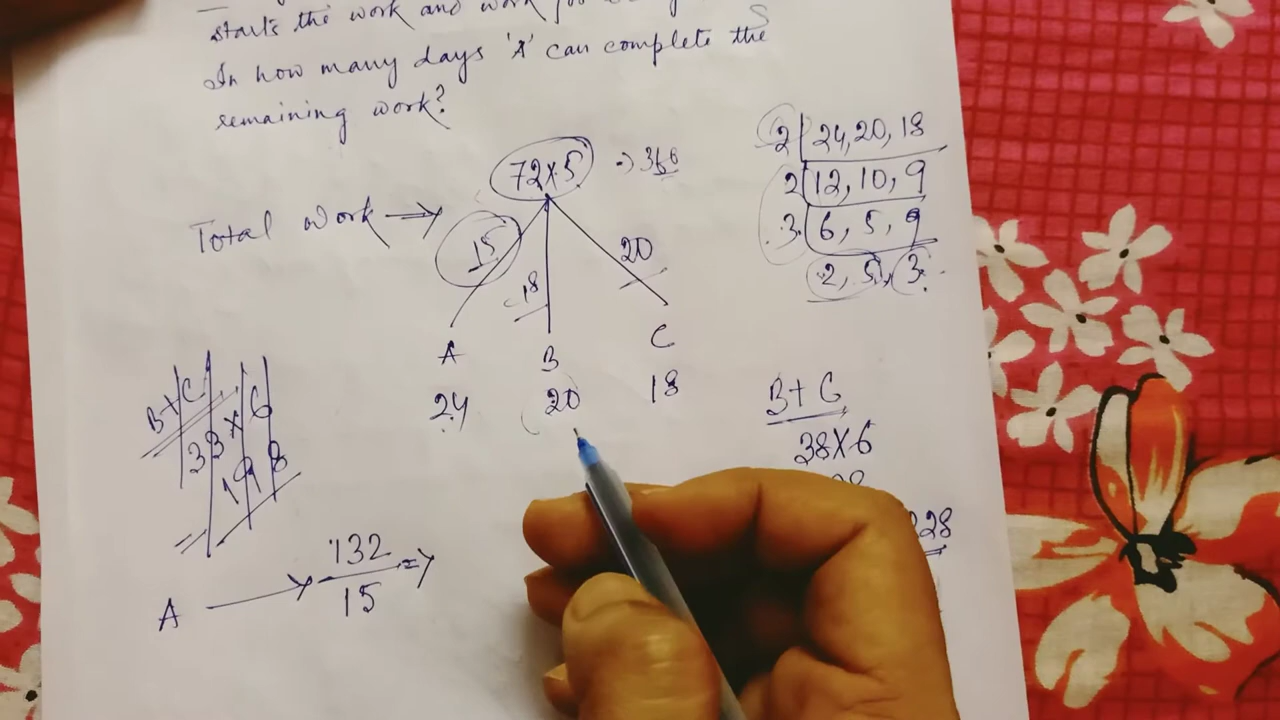 starts the work and work for
In how many days 'A' can complete the
remaining work?
Total Work → 72×5 ⇒ 360
15 18 20
A B C
24 20 18
2 | 24, 20, 18
2 | 12, 10, 9
3 | 6, 5, 9
2, 5, 3
B+C
33×6
198
B+C
38×6
228
A → 132/15 ⇒